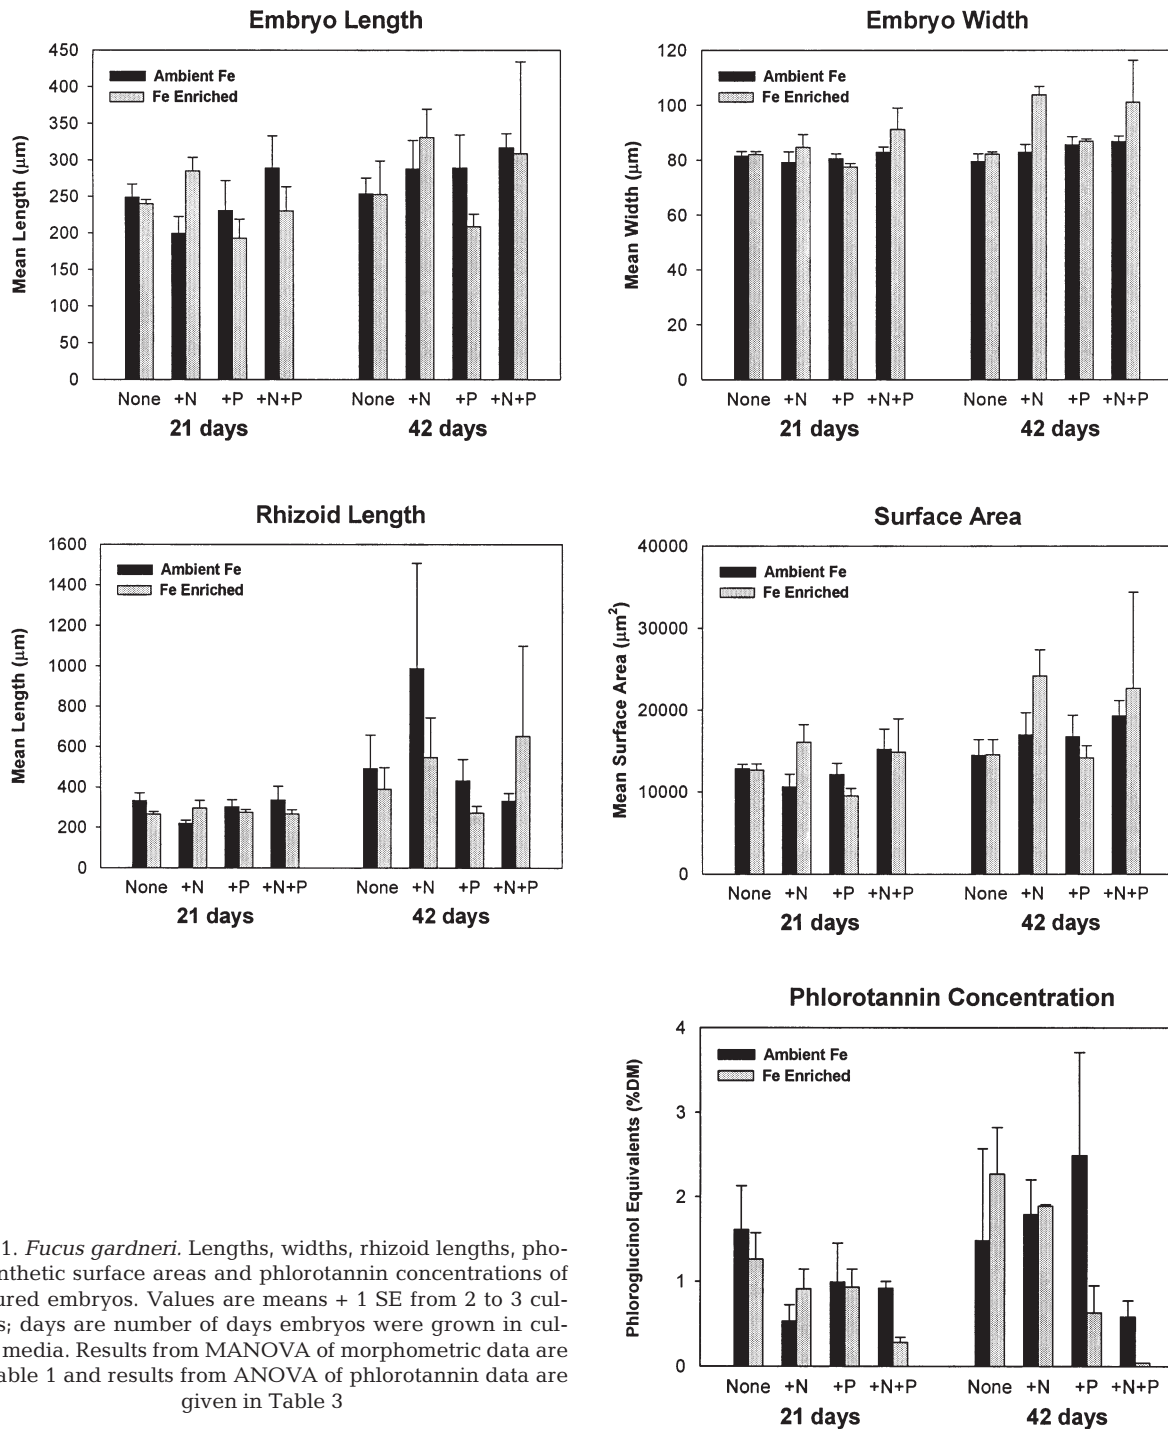 Embryo Length
450
400
350
300
250
200
150
100
50
0
Mean Length (µm)
Ambient Fe
Fe Enriched
None +N +P +N+P None +N +P +N+P
21 days 42 days
Embryo Width
120
100
80
60
40
20
0
Mean Width (µm)
Ambient Fe
Fe Enriched
None +N +P +N+P None +N +P +N+P
21 days 42 days
Rhizoid Length
1600
1400
1200
1000
800
600
400
200
0
Mean Length (µm)
Ambient Fe
Fe Enriched
None +N +P +N+P None +N +P +N+P
21 days 42 days
Surface Area
40000
30000
20000
10000
0
Mean Surface Area (µm²)
Ambient Fe
Fe Enriched
None +N +P +N+P None +N +P +N+P
21 days 42 days
Phlorotannin Concentration
4
3
2
1
0
Phloroglucinol Equivalents (%DM)
Ambient Fe
Fe Enriched
None +N +P +N+P None +N +P +N+P
21 days 42 days
1. Fucus gardneri. Lengths, widths, rhizoid lengths, pho-
nthetic surface areas and phlorotannin concentrations of
ured embryos. Values are means + 1 SE from 2 to 3 cul-
s; days are number of days embryos were grown in cul-
media. Results from MANOVA of morphometric data are
able 1 and results from ANOVA of phlorotannin data are
given in Table 3